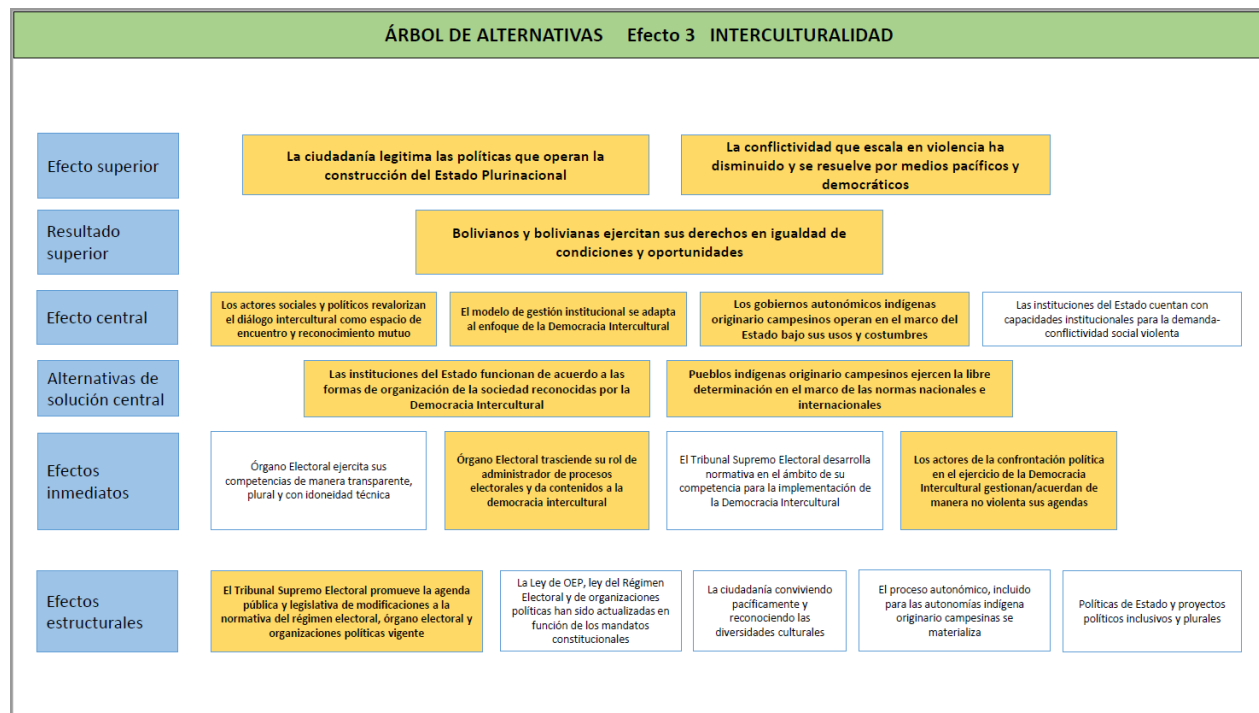 ÁRBOL DE ALTERNATIVAS Efecto 3 INTERCULTURALIDAD
Efecto superior
La ciudadanía legitima las políticas que operan la
construcción del Estado Plurinacional
La conflictividad que escala en violencia ha
disminuido y se resuelve por medios pacíficos y
democráticos
Resultado
superior
Bolivianos y bolivianas ejercitan sus derechos en igualdad de
condiciones y oportunidades
Efecto central
Los actores sociales y políticos revalorizan
el diálogo intercultural como espacio de
encuentro y reconocimiento mutuo
El modelo de gestión institucional se adapta
al enfoque de la Democracia Intercultural
Los gobiernos autonómicos indígenas
originario campesinos operan en el marco del
Estado bajo sus usos y costumbres
Las instituciones del Estado cuentan con
capacidades institucionales para la demanda-
conflictividad social violenta
Alternativas de
solución central
Las instituciones del Estado funcionan de acuerdo a las
formas de organización de la sociedad reconocidas por la
Democracia Intercultural
Pueblos indígenas originario campesinos ejercen la libre
determinación en el marco de las normas nacionales e
internacionales
Efectos
inmediatos
Órgano Electoral ejercita sus
competencias de manera transparente,
plural y con idoneidad técnica
Órgano Electoral trasciende su rol de
administrador de procesos
electorales y da contenidos a la
democracia intercultural
El Tribunal Supremo Electoral desarrolla
normativa en el ámbito de su
competencia para la implementación de
la Democracia Intercultural
Los actores de la confrontación política
en el ejercicio de la Democracia
Intercultural gestionan/acuerdan de
manera no violenta sus agendas
Efectos
estructurales
El Tribunal Supremo Electoral promueve la agenda
pública y legislativa de modificaciones a la
normativa del régimen electoral, órgano electoral y
organizaciones políticas vigente
La Ley de OEP, ley del Régimen
Electoral y de organizaciones
políticas han sido actualizadas en
función de los mandatos
constitucionales
La ciudadanía conviviendo
pacíficamente y
reconociendo las
diversidades culturales
El proceso autonómico, incluido
para las autonomías indígena
originario campesinas se
materializa
Políticas de Estado y proyectos
políticos inclusivos y plurales